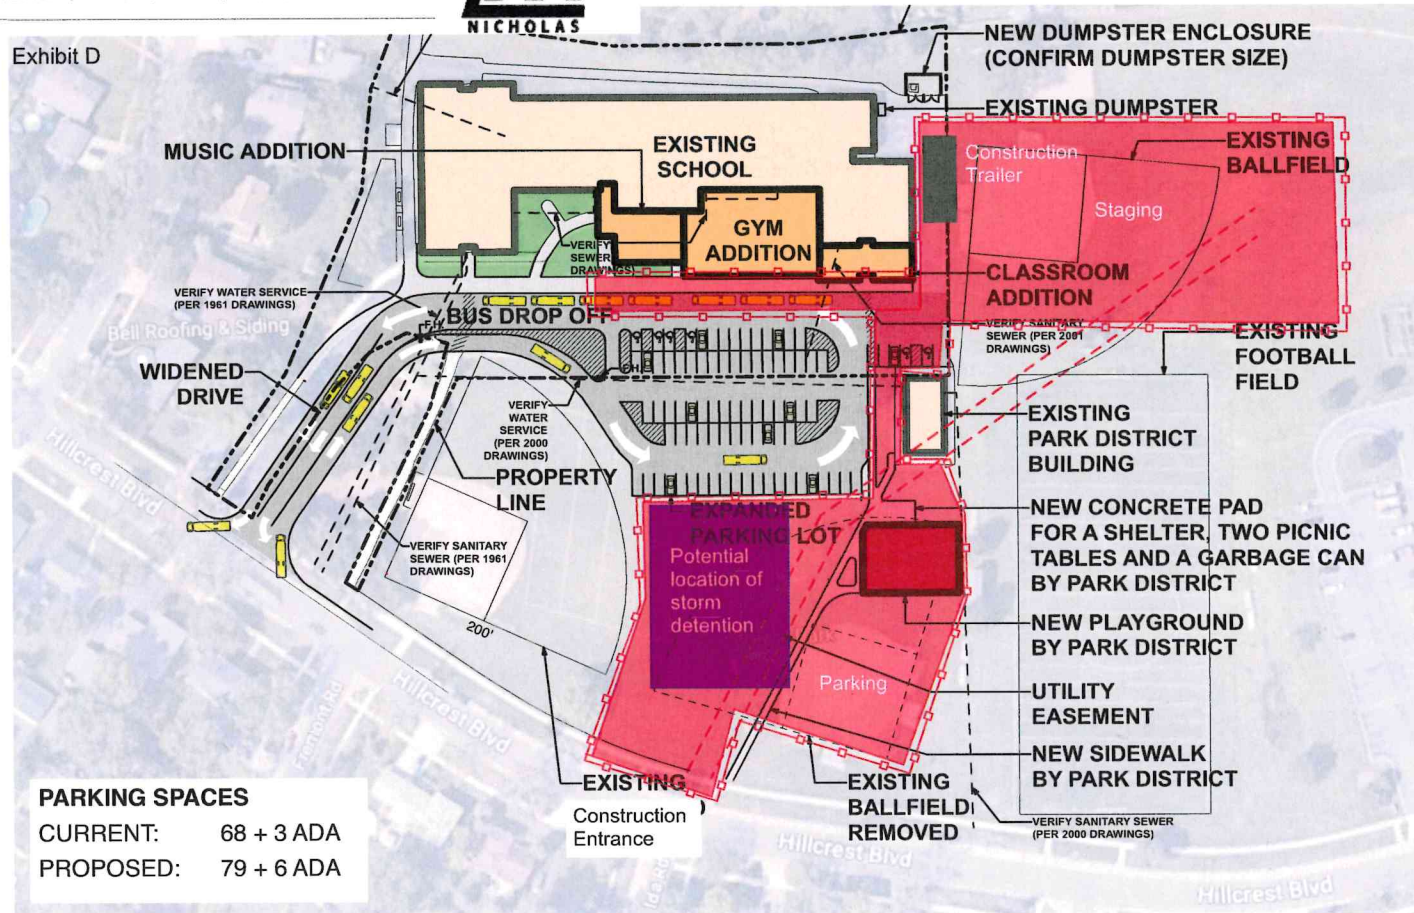 NICHOLAS
Exhibit D
NEW DUMPSTER ENCLOSURE
(CONFIRM DUMPSTER SIZE)
EXISTING DUMPSTER
MUSIC ADDITION
EXISTING
SCHOOL
Construction
Trailer
EXISTING
BALLFIELD
Staging
GYM
ADDITION
VERIFY
SEWER
DRAWINGS)
CLASSROOM
ADDITION
VERIFY WATER SERVICE
(PER 1961 DRAWINGS)
BUS DROP OFF
F.H.
Bell Roofing & Siding
VERIFY SANITARY
SEWER (PER 2001
DRAWINGS)
EXISTING
FOOTBALL
FIELD
WIDENED
DRIVE
F.H.
VERIFY
WATER
SERVICE
(PER 2000
DRAWINGS)
EXISTING
PARK DISTRICT
BUILDING
Hillcrest Blvd
PROPERTY
LINE
EXPANDED
PARKING LOT
NEW CONCRETE PAD
FOR A SHELTER, TWO PICNIC
TABLES AND A GARBAGE CAN
BY PARK DISTRICT
VERIFY SANITARY
SEWER (PER 1961
DRAWINGS)
Potential
location of
storm
detention
200'
NEW PLAYGROUND
BY PARK DISTRICT
Parking
UTILITY
EASEMENT
Hillcrest Blvd
NEW SIDEWALK
BY PARK DISTRICT
EXISTING
Construction
Entrance
EXISTING
BALLFIELD
REMOVED
VERIFY SANITARY SEWER
(PER 2000 DRAWINGS)
PARKING SPACES
CURRENT: 68 + 3 ADA
PROPOSED: 79 + 6 ADA
Hillcrest Blvd
Hillcrest Blvd